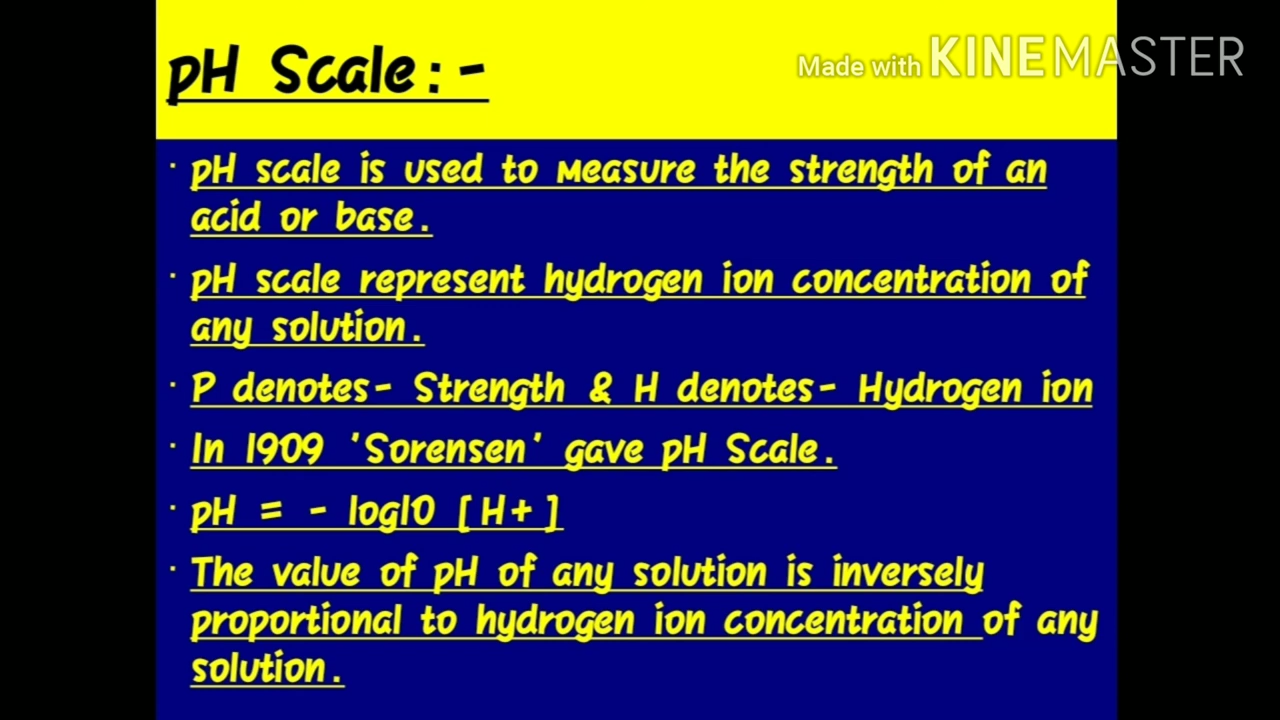 pH Scale:-
Made with KINEMASTER
· pH scale is used to measure the strength of an
acid or base.
· pH scale represent hydrogen ion concentration of
any solution.
· P denotes- Strength & H denotes- Hydrogen ion
· In 1909 'Sorensen' gave pH Scale.
· pH = - log10 [H+]
· The value of pH of any solution is inversely
proportional to hydrogen ion concentration of any
solution.